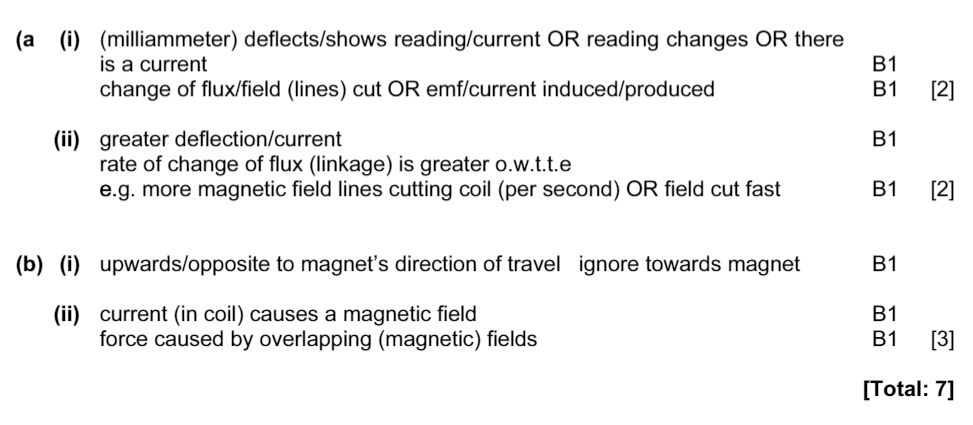 (a (i) (milliammeter) deflects/shows reading/current OR reading changes OR there
is a current B1
change of flux/field (lines) cut OR emf/current induced/produced B1 [2]
(ii) greater deflection/current B1
rate of change of flux (linkage) is greater o.w.t.t.e
e.g. more magnetic field lines cutting coil (per second) OR field cut fast B1 [2]
(b) (i) upwards/opposite to magnet's direction of travel ignore towards magnet B1
(ii) current (in coil) causes a magnetic field B1
force caused by overlapping (magnetic) fields B1 [3]
[Total: 7]